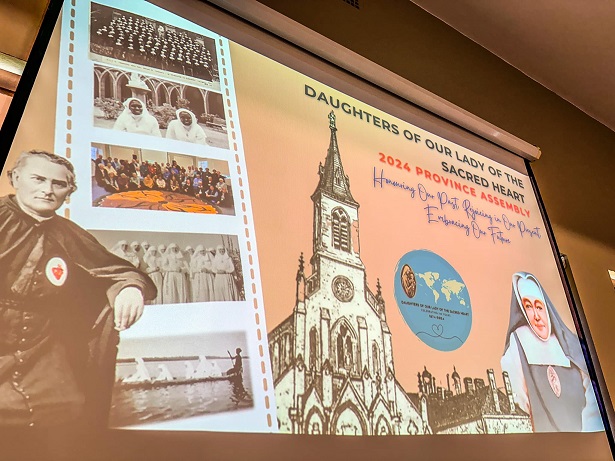 DAUGHTERS OF OUR LADY OF THE
SACRED HEART
2024 PROVINCE ASSEMBLY
Honouring Our Past, Rejoicing in Our Present,
Embracing Our Future
DAUGHTERS OF OUR LADY OF THE SACRED HEART